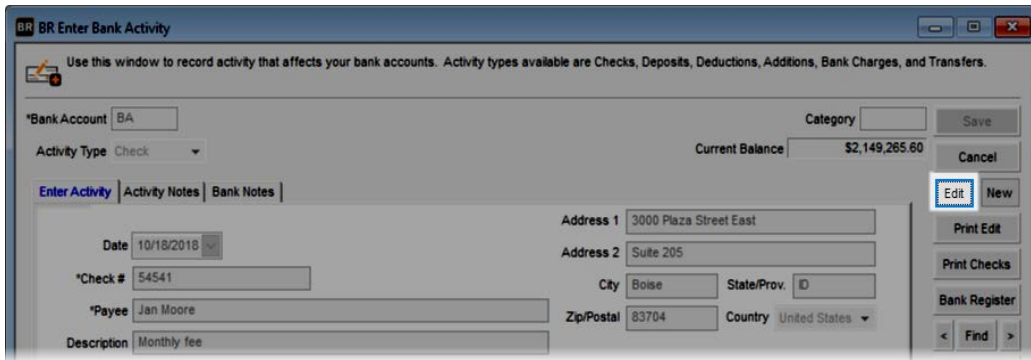 BR BR Enter Bank Activity
Use this window to record activity that affects your bank accounts. Activity types available are Checks, Deposits, Deductions, Additions, Bank Charges, and Transfers.
*Bank Account BA Category Save
Activity Type Check Current Balance $2,149,265.60 Cancel
Enter Activity Activity Notes Bank Notes Edit New
Address 1 3000 Plaza Street East Print Edit
Date 10/18/2018 Address 2 Suite 205
*Check # 54541 City Boise State/Prov. ID Print Checks
*Payee Jan Moore Zip/Postal 83704 Country United States Bank Register
Description Monthly fee < Find >